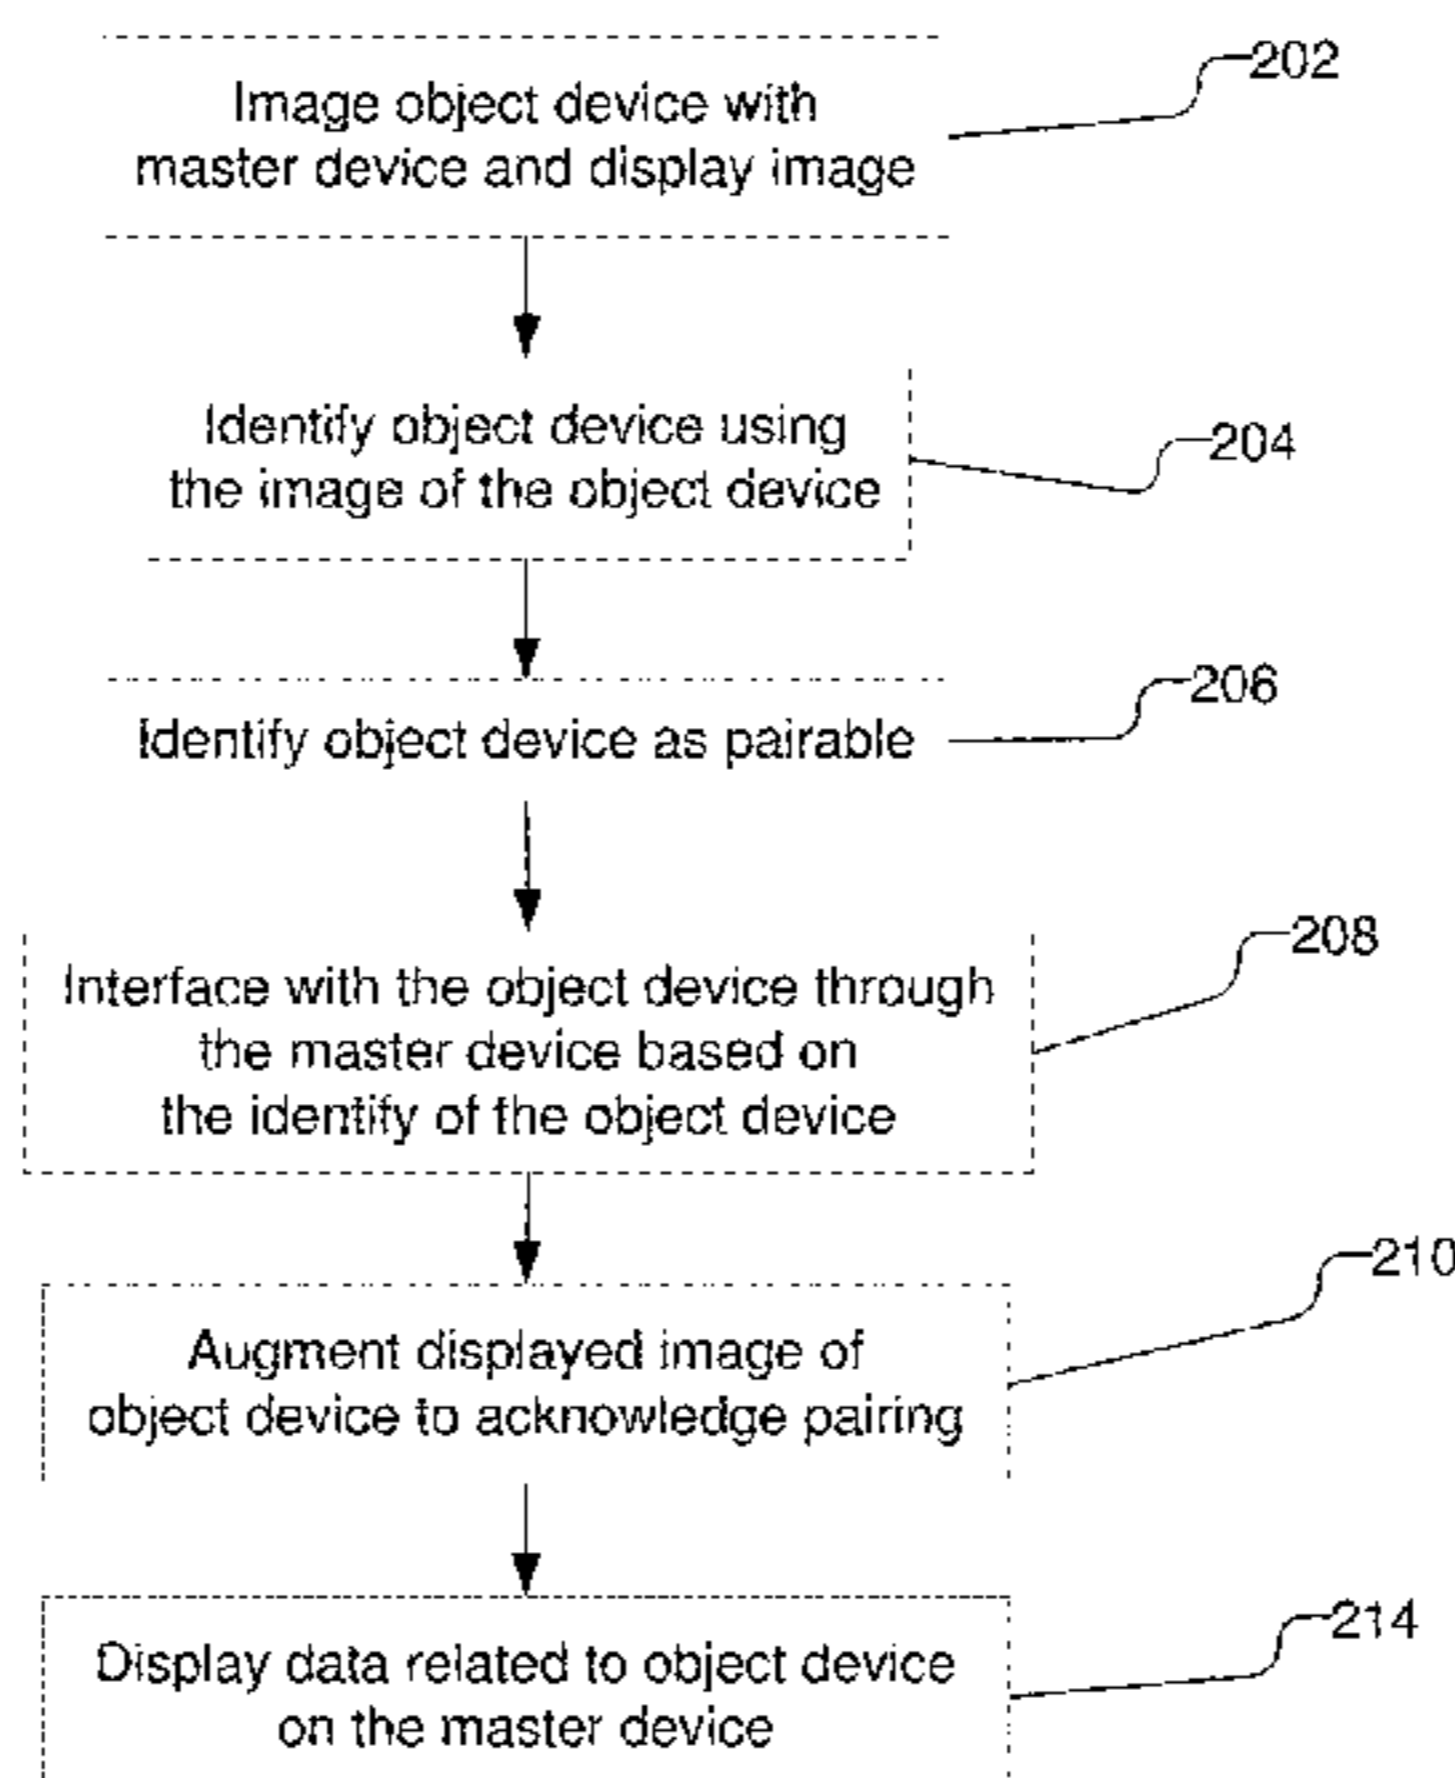 202
Image object device with
master device and display image
Identify object device using
the image of the object device
204
206
Identify object device as pairable
208
Interface with the object device through
the master device based on
the identify of the object device
210
Augment displayed image of
object device to acknowledge pairing
214
Display data related to object device
on the master device